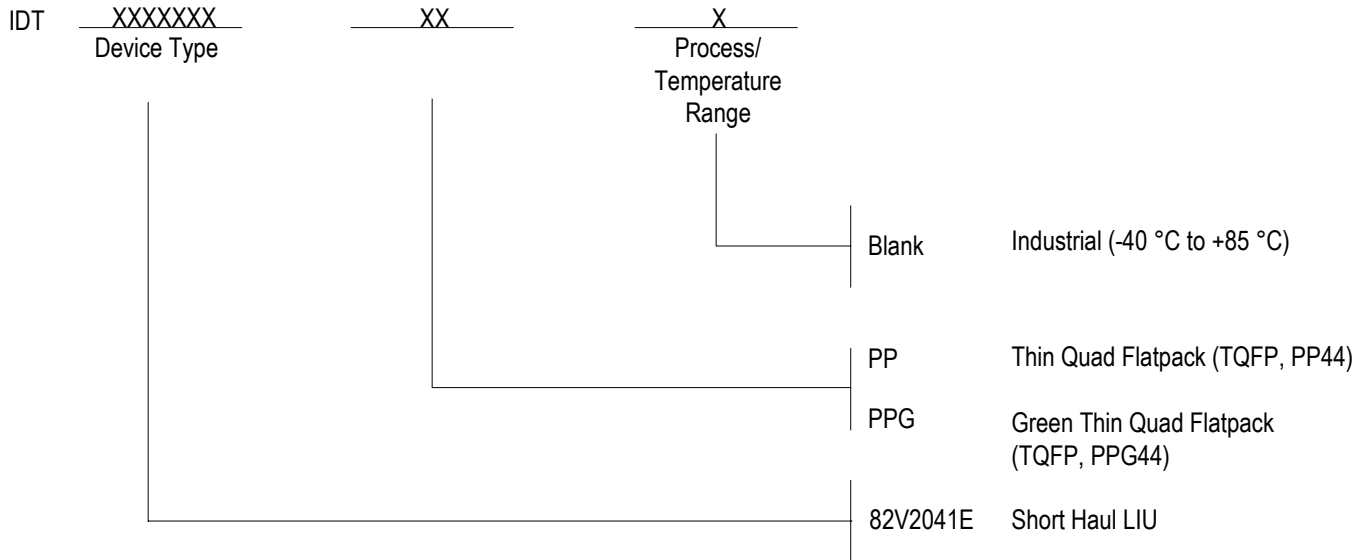 IDT XXXXXXX XX X
Device Type
Process/
Temperature
Range
Blank Industrial (-40 °C to +85 °C)
PP Thin Quad Flatpack (TQFP, PP44)
PPG Green Thin Quad Flatpack
(TQFP, PPG44)
82V2041E Short Haul LIU